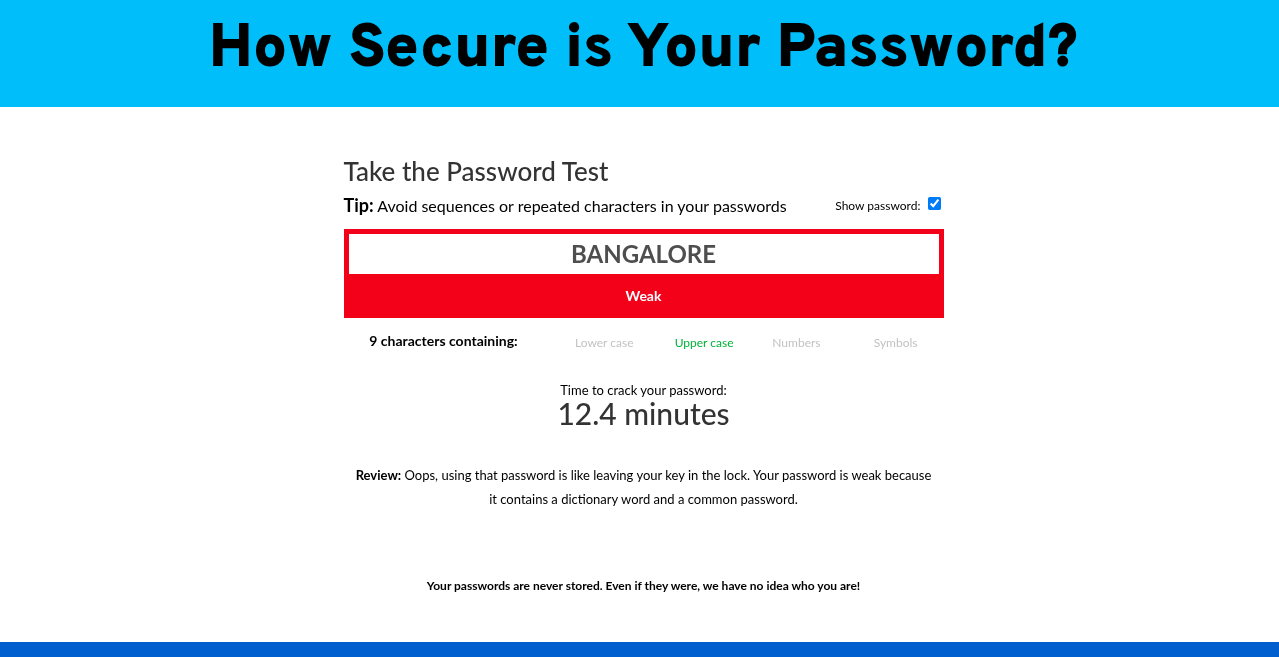 How Secure is Your Password?
Take the Password Test
Tip: Avoid sequences or repeated characters in your passwords
Show password:
BANGALORE
Weak
9 characters containing: Lower case Upper case Numbers Symbols
Time to crack your password:
12.4 minutes
Review: Oops, using that password is like leaving your key in the lock. Your password is weak because
it contains a dictionary word and a common password.
Your passwords are never stored. Even if they were, we have no idea who you are!